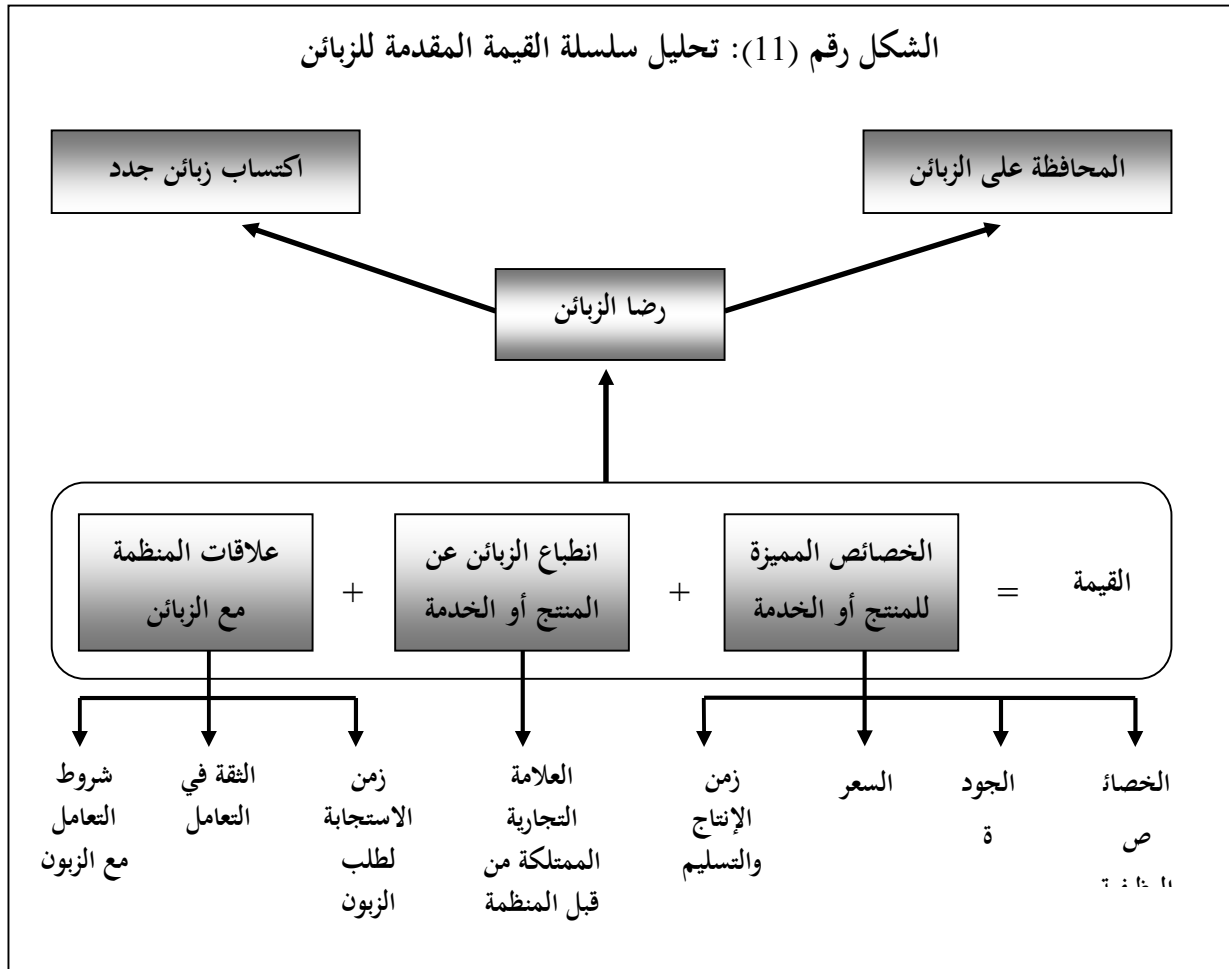 الشكل رقم (11): تحليل سلسلة القيمة المقدمة للزبائن
المحافظة على الزبائن
اكتساب زبائن جدد
رضا الزبائن
القيمة
=
الخصائص المميزة
للمنتج أو الخدمة
+
انطباع الزبائن عن
المنتج أو الخدمة
+
علاقات المنظمة
مع الزبائن
الخصائ
ص
الجود
ة
السعر
زمن
الإنتاج
والتسليم
العلامة
التجارية
الممتلكة من
قبل المنظمة
زمن
الاستجابة
لطلب
الزبون
الثقة في
التعامل
شروط
التعامل
مع الزبون